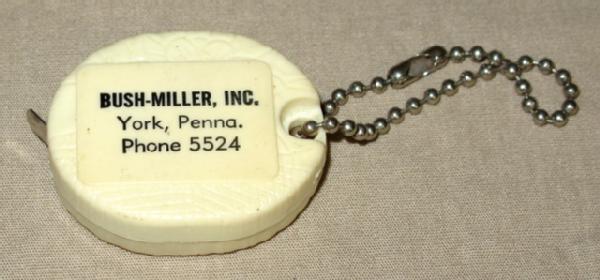 BUSH-MILLER, INC.
York, Penna.
Phone 5524